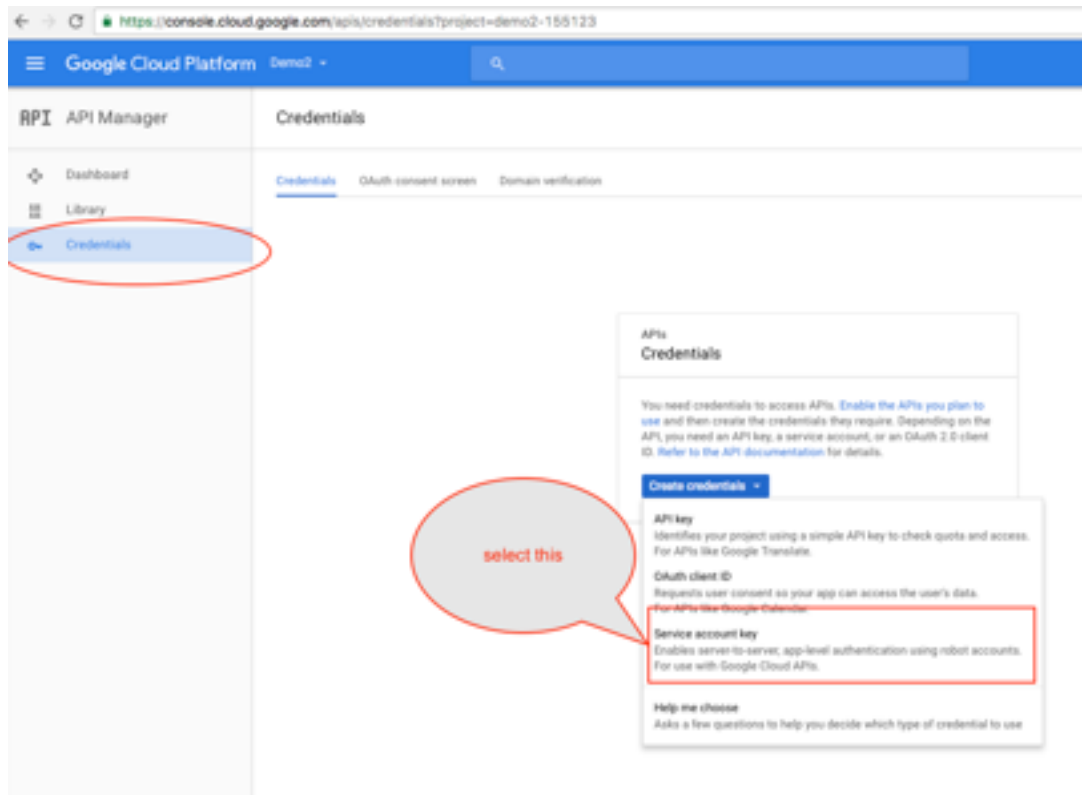 https://console.cloud.google.com/apis/credentials?project=demo2-155123
Google Cloud Platform Demo2
API API Manager
Credentials
Dashboard
Library
Credentials
Credentials OAuth consent screen Domain verification
APIs
Credentials
You need credentials to access APIs. Enable the APIs you plan to
use and then create the credentials they require. Depending on the
API, you need an API key, a service account, or an OAuth 2.0 client
ID. Refer to the API documentation for details.
Create credentials
API key
Identifies your project using a simple API key to check quota and access.
For APIs like Google Translate.
OAuth client ID
Requests user consent so your app can access the user's data.
For APIs like Google Calendar.
select this
Service account key
Enables server-to-server, app-level authentication using robot accounts.
For use with Google Cloud APIs.
Help me choose
Asks a few questions to help you decide which type of credential to use